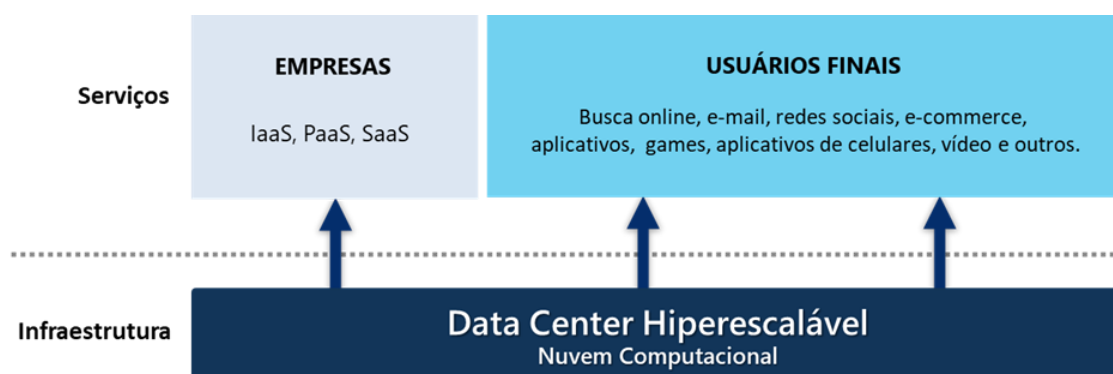 Serviços
EMPRESAS
IaaS, PaaS, SaaS
USUÁRIOS FINAIS
Busca online, e-mail, redes sociais, e-commerce,
aplicativos, games, aplicativos de celulares, vídeo e outros.
Infraestrutura
Data Center Hiperescalável
Nuvem Computacional